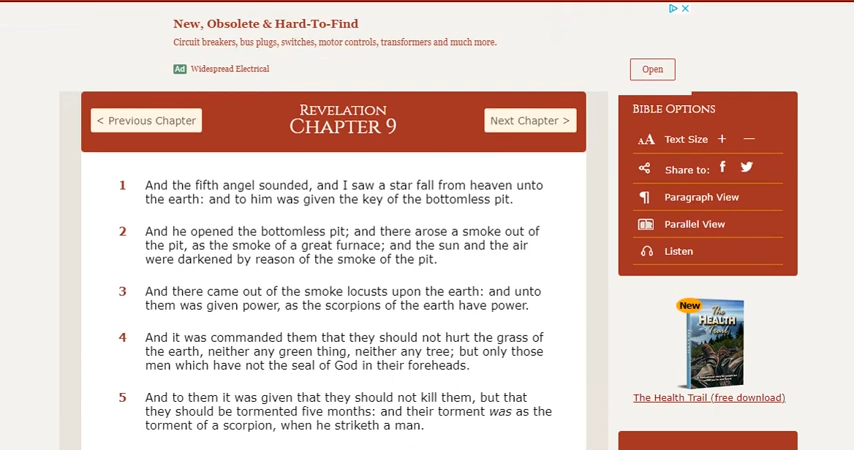 New, Obsolete & Hard-To-Find
Circuit breakers, bus plugs, switches, motor controls, transformers and much more.
Ad Widespread Electrical
Open
< Previous Chapter
Revelation
Chapter 9
Next Chapter >
1 And the fifth angel sounded, and I saw a star fall from heaven unto
the earth: and to him was given the key of the bottomless pit.
2 And he opened the bottomless pit; and there arose a smoke out of
the pit, as the smoke of a great furnace; and the sun and the air
were darkened by reason of the smoke of the pit.
3 And there came out of the smoke locusts upon the earth: and unto
them was given power, as the scorpions of the earth have power.
4 And it was commanded them that they should not hurt the grass of
the earth, neither any green thing, neither any tree; but only those
men which have not the seal of God in their foreheads.
5 And to them it was given that they should not kill them, but that
they should be tormented five months: and their torment was as the
torment of a scorpion, when he striketh a man.
Bible Options
AA Text Size + —
Share to: f
Paragraph View
Parallel View
Listen
New
The
Health
Trail
The Health Trail (free download)